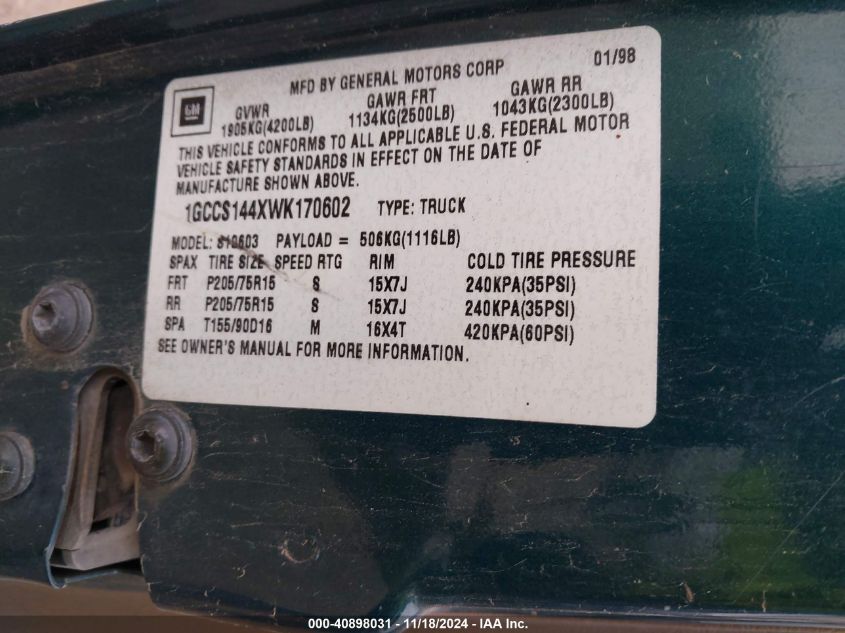 MFD BY GENERAL MOTORS CORP 01/98
GM
GVWR GAWR FRT GAWR RR
1905KG(4200LB) 1134KG(2500LB) 1043KG(2300LB)
THIS VEHICLE CONFORMS TO ALL APPLICABLE U.S. FEDERAL MOTOR
VEHICLE SAFETY STANDARDS IN EFFECT ON THE DATE OF
MANUFACTURE SHOWN ABOVE.
1GCCS144XWK170602 TYPE: TRUCK
MODEL: S10603 PAYLOAD = 506KG(1116LB)
SPAX TIRE SIZE SPEED RTG RIM COLD TIRE PRESSURE
FRT P205/75R15 S 15X7J 240KPA(35PSI)
RR P205/75R15 S 15X7J 240KPA(35PSI)
SPA T155/90D16 M 16X4T 420KPA(60PSI)
SEE OWNER'S MANUAL FOR MORE INFORMATION.
000-40898031 - 11/18/2024 - IAA Inc.